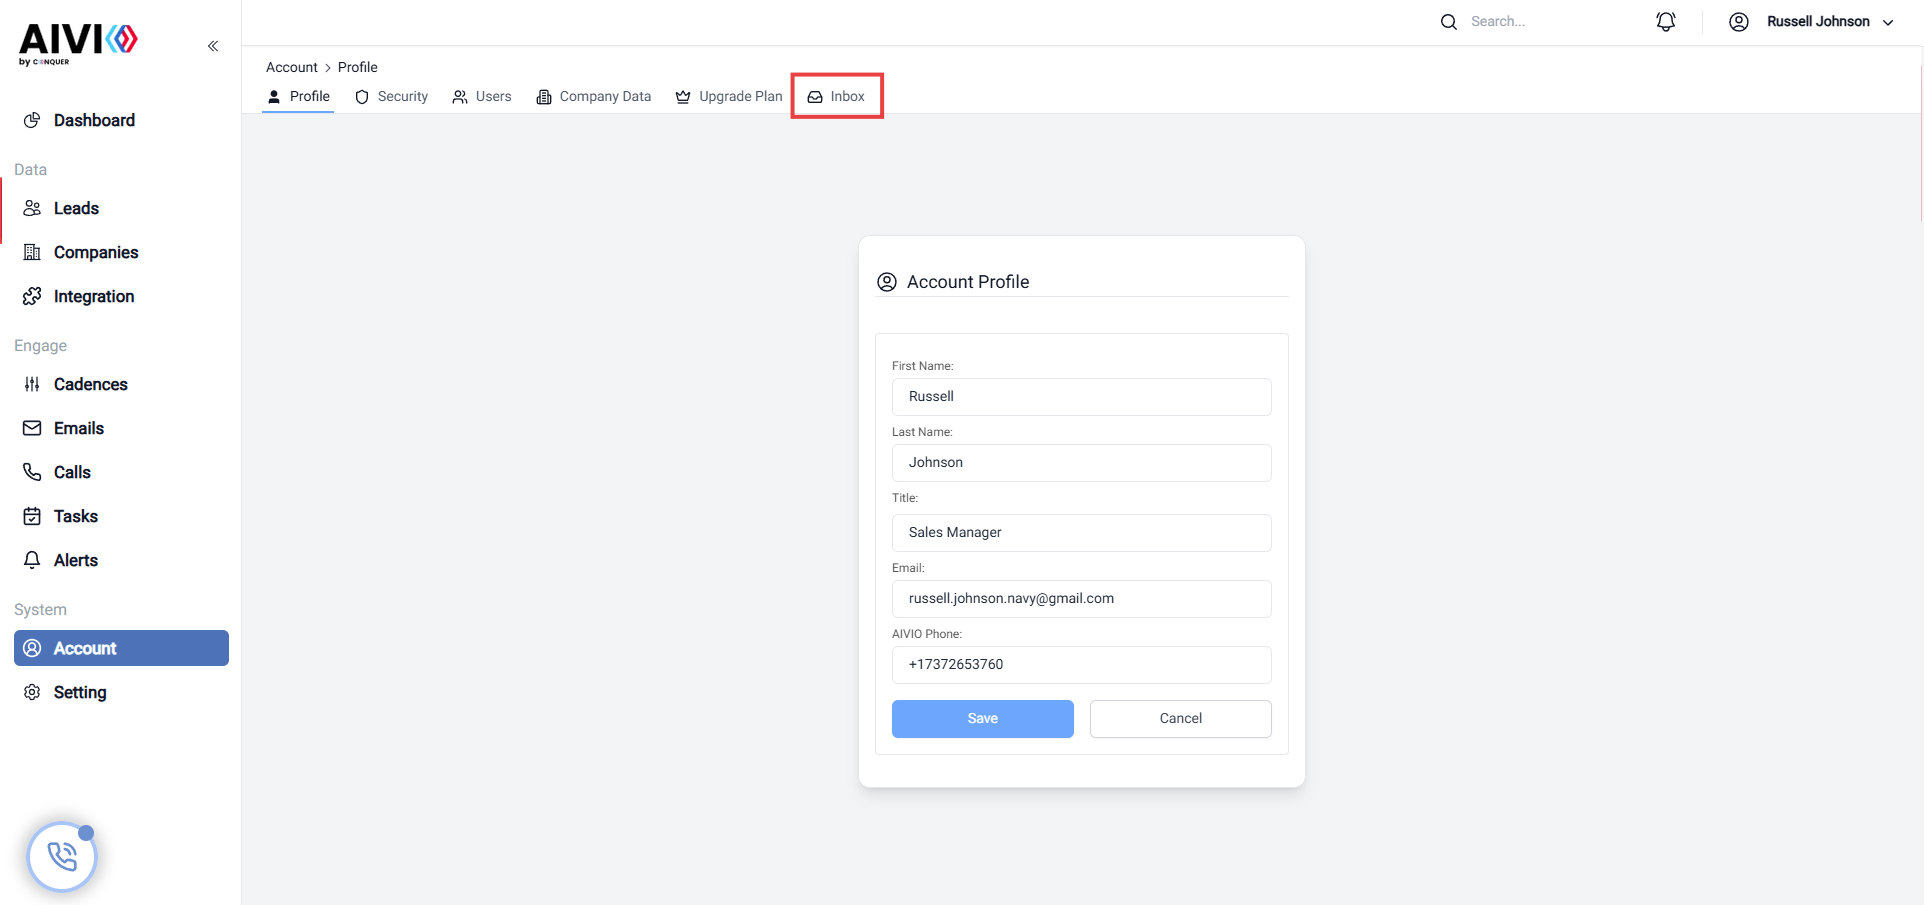 AIVIO
by CONQUER
Search...
Russell Johnson
Account > Profile
Profile
Security
Users
Company Data
Upgrade Plan
Inbox
Dashboard
Data
Leads
Companies
Integration
Engage
Cadences
Emails
Calls
Tasks
Alerts
System
Account
Setting
Account Profile
First Name:
Russell
Last Name:
Johnson
Title:
Sales Manager
Email:
russell.johnson.navy@gmail.com
AIVIO Phone:
+17372653760
Save
Cancel